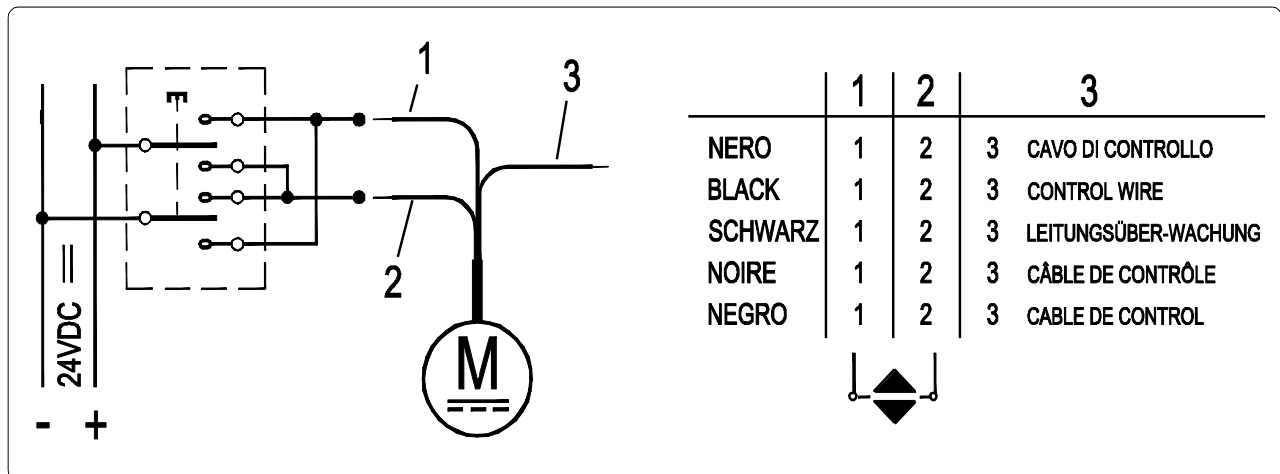 1
3
2
24VDC
- +
M
1 2 3
NERO 1 2 3 CAVO DI CONTROLLO
BLACK 1 2 3 CONTROL WIRE
SCHWARZ 1 2 3 LEITUNGSÜBER-WACHUNG
NOIRE 1 2 3 CÂBLE DE CONTRÔLE
NEGRO 1 2 3 CABLE DE CONTROL